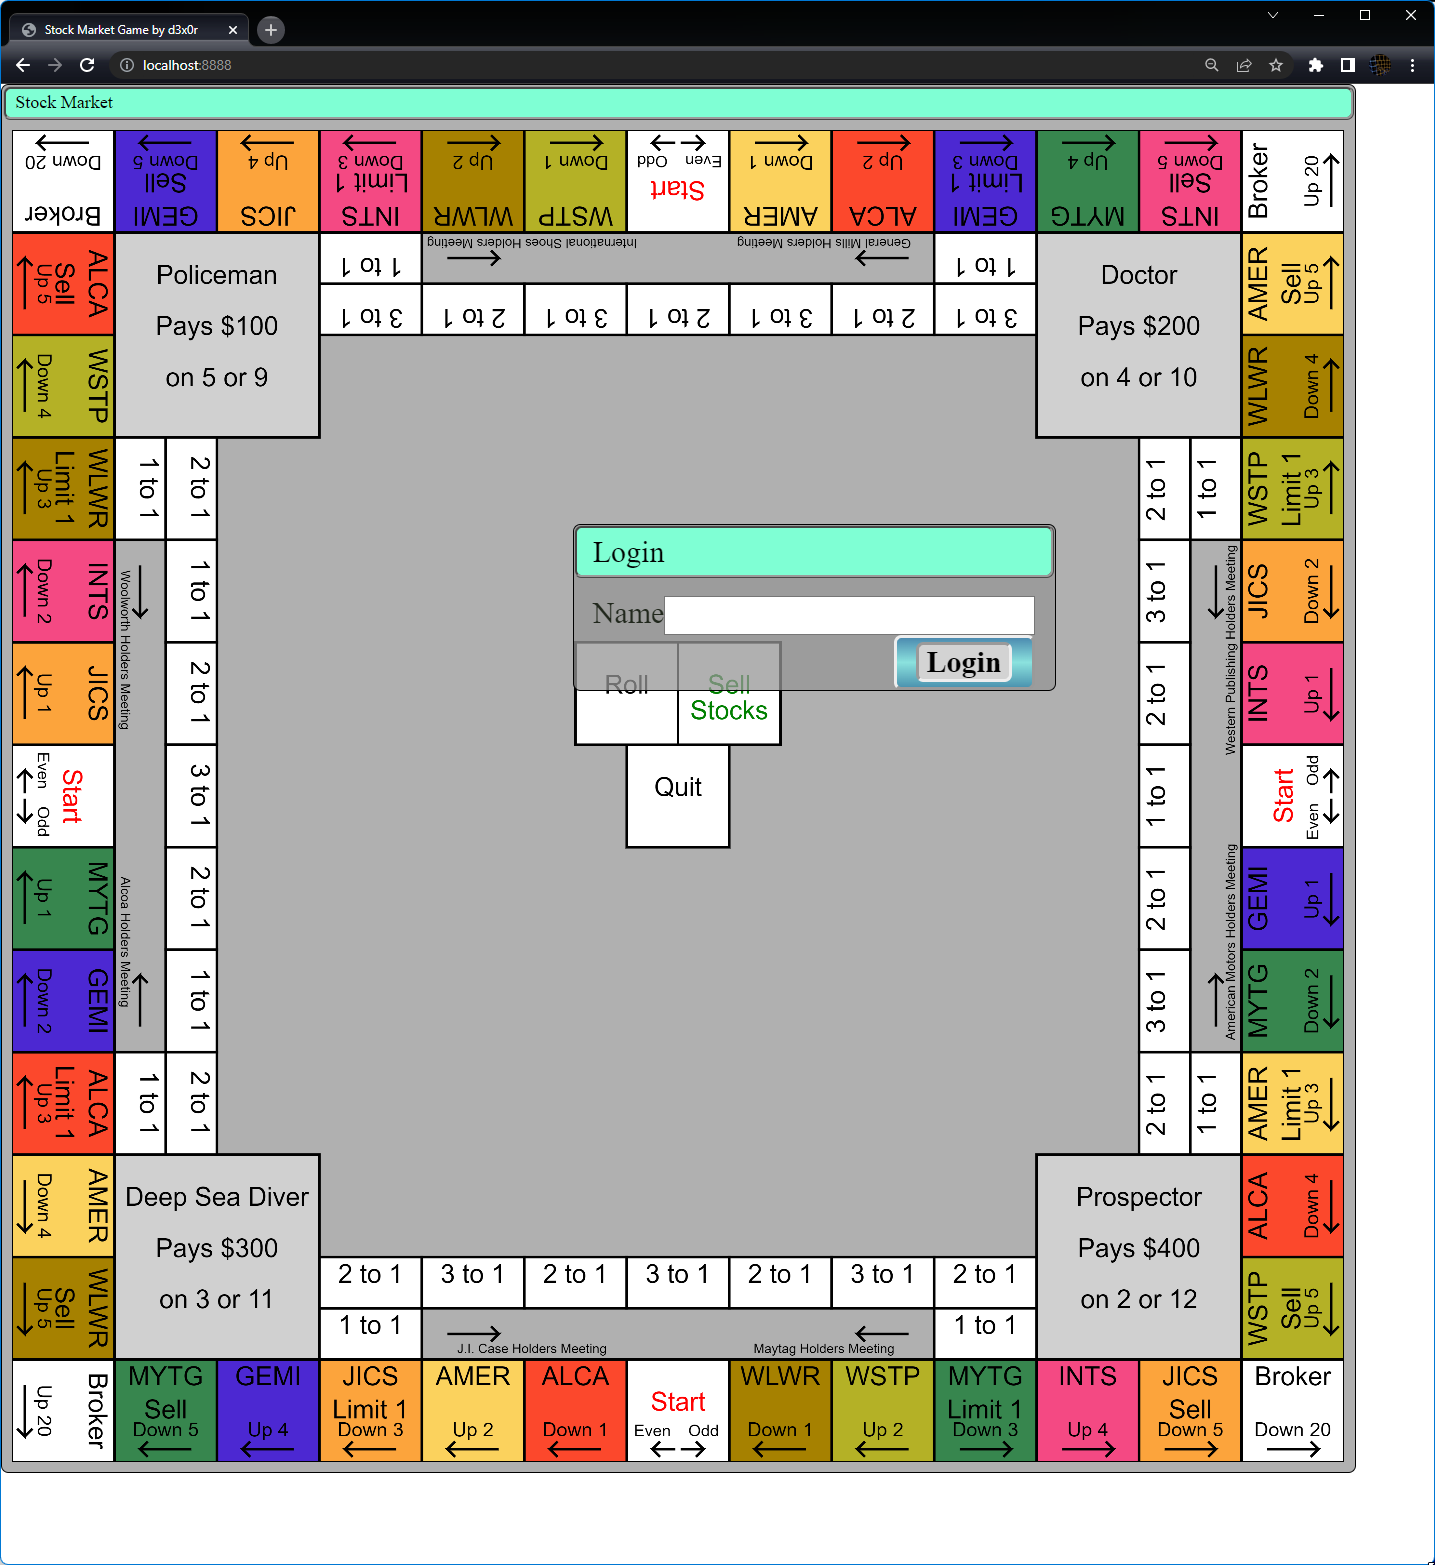 Stock Market Game by d3x0r
localhost:8888
Stock Market
Broker
Down 20
GEMI
Sell
Down 5
JICS
Up 4
INTS
Limit 1
Down 3
WLWR
Up 2
WSTP
Down 1
Start
Even Odd
AMER
Down 1
ALCA
Up 2
GEMI
Limit 1
Down 3
MYTG
Up 4
INTS
Sell
Down 5
Broker
Up 20
ALCA
Sell
Up 5
Policeman
Pays $100
on 5 or 9
1 to 1
International Shoes Holders Meeting
General Mills Holders Meeting
1 to 1
3 to 1
2 to 1
3 to 1
2 to 1
3 to 1
2 to 1
3 to 1
Doctor
Pays $200
on 4 or 10
AMER
Sell
Up 5
WSTP
Down 4
WLWR
Down 4
WLWR
Limit 1
Up 3
1 to 1
2 to 1
2 to 1
1 to 1
WSTP
Limit 1
Up 3
INTS
Down 2
Woolworth Holders Meeting
1 to 1
Login
Name
Login
Roll
Sell
Stocks
Quit
3 to 1
Western Publishing Holders Meeting
JICS
Down 2
JICS
Up 1
2 to 1
2 to 1
INTS
Up 1
Start
Even Odd
3 to 1
1 to 1
Start
Even Odd
MYTG
Up 1
Alcoa Holders Meeting
2 to 1
2 to 1
American Motors Holders Meeting
GEMI
Up 1
GEMI
Down 2
1 to 1
3 to 1
MYTG
Down 2
ALCA
Limit 1
Up 3
1 to 1
2 to 1
2 to 1
1 to 1
AMER
Limit 1
Up 3
AMER
Down 4
Deep Sea Diver
Pays $300
on 3 or 11
Prospector
Pays $400
on 2 or 12
ALCA
Down 4
WLWR
Sell
Up 5
2 to 1
3 to 1
2 to 1
3 to 1
2 to 1
3 to 1
2 to 1
1 to 1
J.I. Case Holders Meeting
Maytag Holders Meeting
1 to 1
WSTP
Sell
Up 5
Broker
Up 20
MYTG
Sell
Down 5
GEMI
Up 4
JICS
Limit 1
Down 3
AMER
Up 2
ALCA
Down 1
Start
Even Odd
WLWR
Down 1
WSTP
Up 2
MYTG
Limit 1
Down 3
INTS
Up 4
JICS
Sell
Down 5
Broker
Down 20